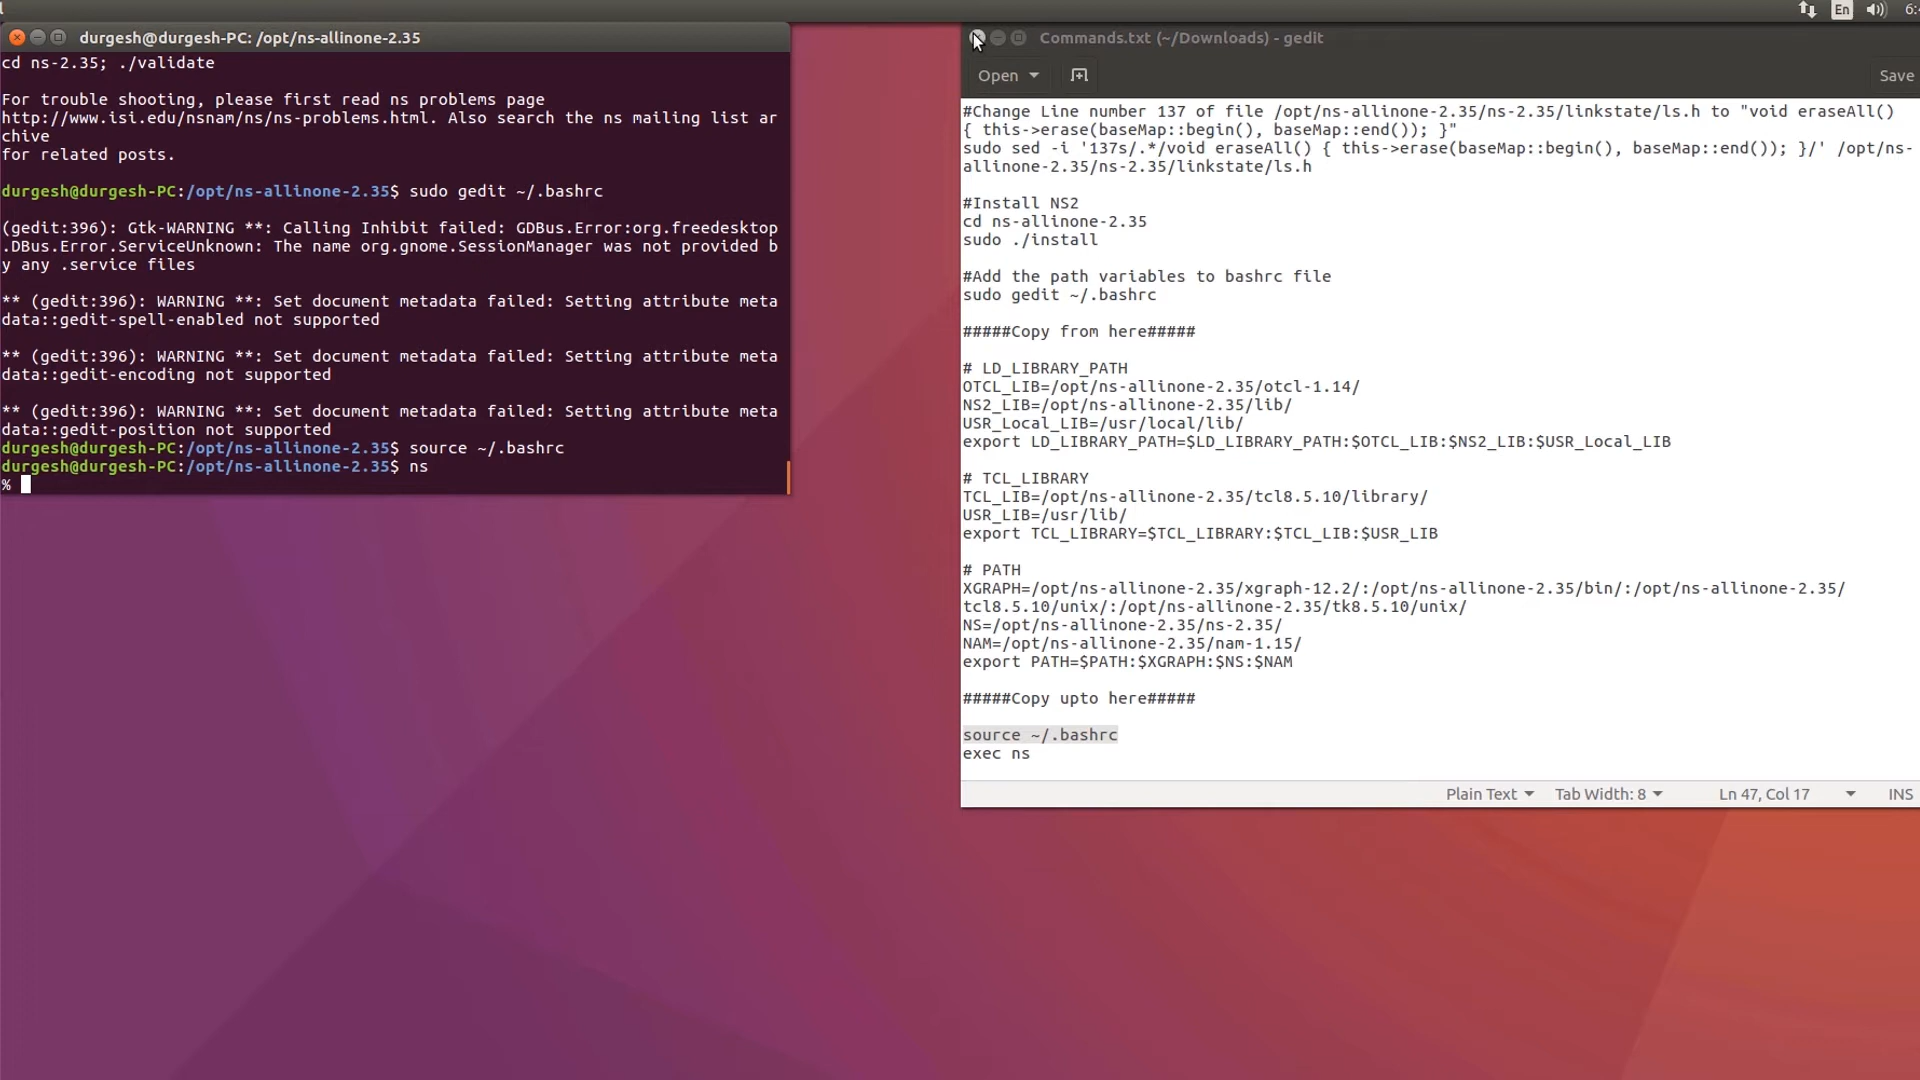 En
6:
durgesh@durgesh-PC: /opt/ns-allinone-2.35
cd ns-2.35; ./validate
For trouble shooting, please first read ns problems page
http://www.isi.edu/nsnam/ns/ns-problems.html. Also search the ns mailing list ar
chive
for related posts.
durgesh@durgesh-PC:/opt/ns-allinone-2.35$ sudo gedit ~/.bashrc
(gedit:396): Gtk-WARNING **: Calling Inhibit failed: GDBus.Error:org.freedesktop
.DBus.Error.ServiceUnknown: The name org.gnome.SessionManager was not provided b
y any .service files
** (gedit:396): WARNING **: Set document metadata failed: Setting attribute meta
data::gedit-spell-enabled not supported
** (gedit:396): WARNING **: Set document metadata failed: Setting attribute meta
data::gedit-encoding not supported
** (gedit:396): WARNING **: Set document metadata failed: Setting attribute meta
data::gedit-position not supported
durgesh@durgesh-PC:/opt/ns-allinone-2.35$ source ~/.bashrc
durgesh@durgesh-PC:/opt/ns-allinone-2.35$ ns
%
Commands.txt (~/Downloads) - gedit
Open
Save
#Change Line number 137 of file /opt/ns-allinone-2.35/ns-2.35/linkstate/ls.h to "void eraseAll()
{ this->erase(baseMap::begin(), baseMap::end()); }"
sudo sed -i '137s/.*/void eraseAll() { this->erase(baseMap::begin(), baseMap::end()); }/' /opt/ns-
allinone-2.35/ns-2.35/linkstate/ls.h
#Install NS2
cd ns-allinone-2.35
sudo ./install
#Add the path variables to bashrc file
sudo gedit ~/.bashrc
#####Copy from here#####
# LD_LIBRARY_PATH
OTCL_LIB=/opt/ns-allinone-2.35/otcl-1.14/
NS2_LIB=/opt/ns-allinone-2.35/lib/
USR_Local_LIB=/usr/local/lib/
export LD_LIBRARY_PATH=$LD_LIBRARY_PATH:$OTCL_LIB:$NS2_LIB:$USR_Local_LIB
# TCL_LIBRARY
TCL_LIB=/opt/ns-allinone-2.35/tcl8.5.10/library/
USR_LIB=/usr/lib/
export TCL_LIBRARY=$TCL_LIBRARY:$TCL_LIB:$USR_LIB
# PATH
XGRAPH=/opt/ns-allinone-2.35/xgraph-12.2/:/opt/ns-allinone-2.35/bin/:/opt/ns-allinone-2.35/
tcl8.5.10/unix/:/opt/ns-allinone-2.35/tk8.5.10/unix/
NS=/opt/ns-allinone-2.35/ns-2.35/
NAM=/opt/ns-allinone-2.35/nam-1.15/
export PATH=$PATH:$XGRAPH:$NS:$NAM
#####Copy upto here#####
source ~/.bashrc
exec ns
Plain Text
Tab Width: 8
Ln 47, Col 17
INS